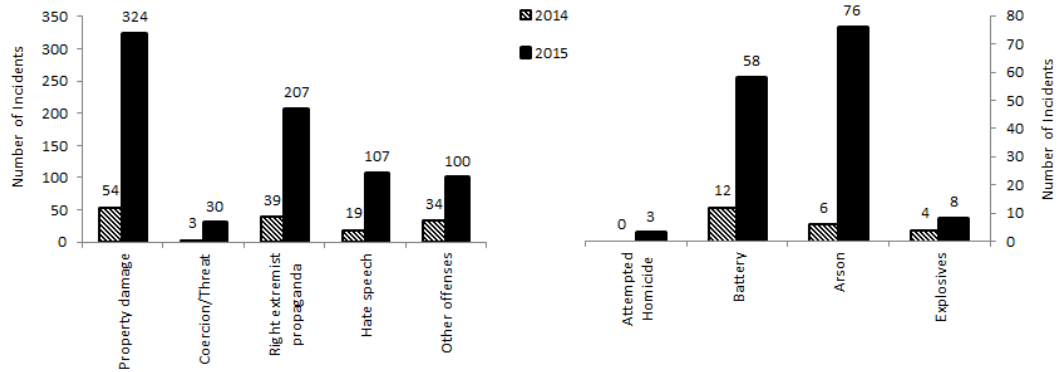 Number of Incidents
350
300
250
200
150
100
50
0
324
54
3
30
39
207
19
107
34
100
Property damage
Coercion/Threat
Right extremist
propaganda
Hate speech
Other offenses
2014
2015
0
3
12
58
6
76
4
8
Attempted
Homicide
Battery
Arson
Explosives
80
70
60
50
40
30
20
10
0
Number of Incidents